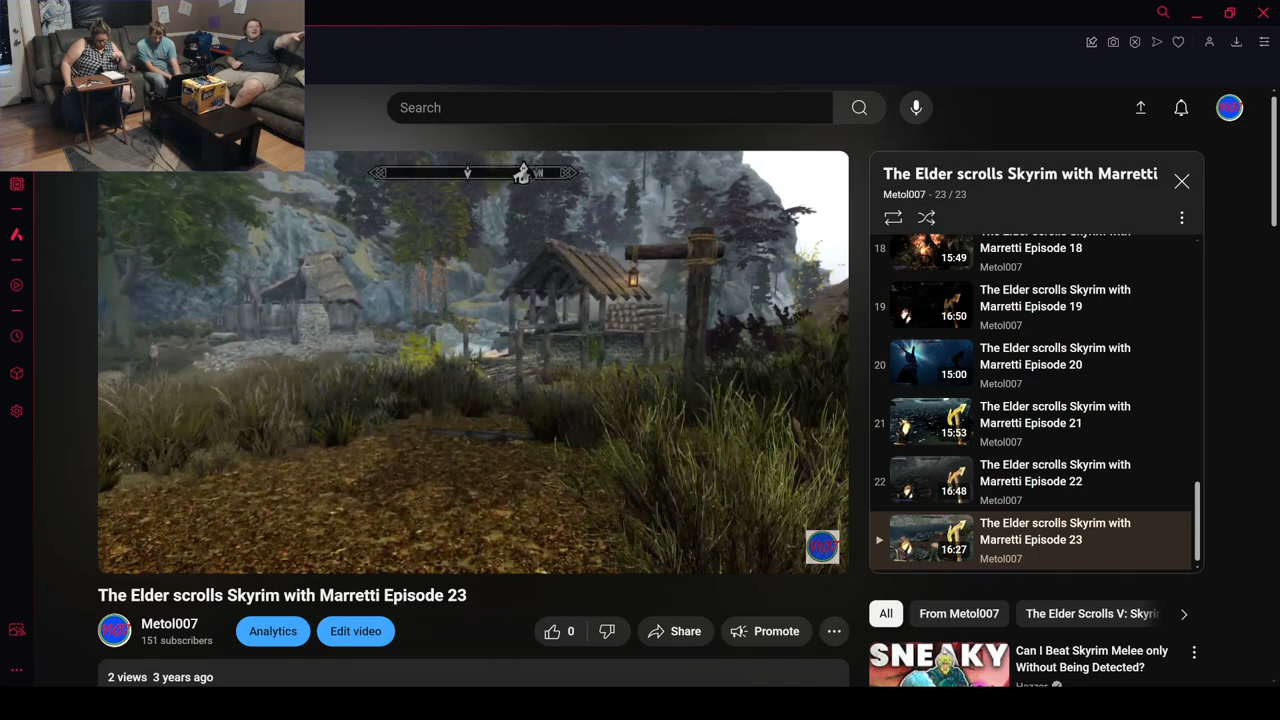 Search
The Elder scrolls Skyrim with Marretti
Metol007 - 23 / 23
18
The Elder scrolls Skyrim with
Marretti Episode 18
15:49
Metol007
19
The Elder scrolls Skyrim with
Marretti Episode 19
16:50
Metol007
20
The Elder scrolls Skyrim with
Marretti Episode 20
15:00
Metol007
21
The Elder scrolls Skyrim with
Marretti Episode 21
15:53
Metol007
22
The Elder scrolls Skyrim with
Marretti Episode 22
16:48
Metol007
The Elder scrolls Skyrim with
Marretti Episode 23
16:27
Metol007
The Elder scrolls Skyrim with Marretti Episode 23
Metol007
151 subscribers
Analytics
Edit video
0
Share
Promote
2 views 3 years ago
All
From Metol007
The Elder Scrolls V: Skyrin
SNEAKY
Can I Beat Skyrim Melee only
Without Being Detected?